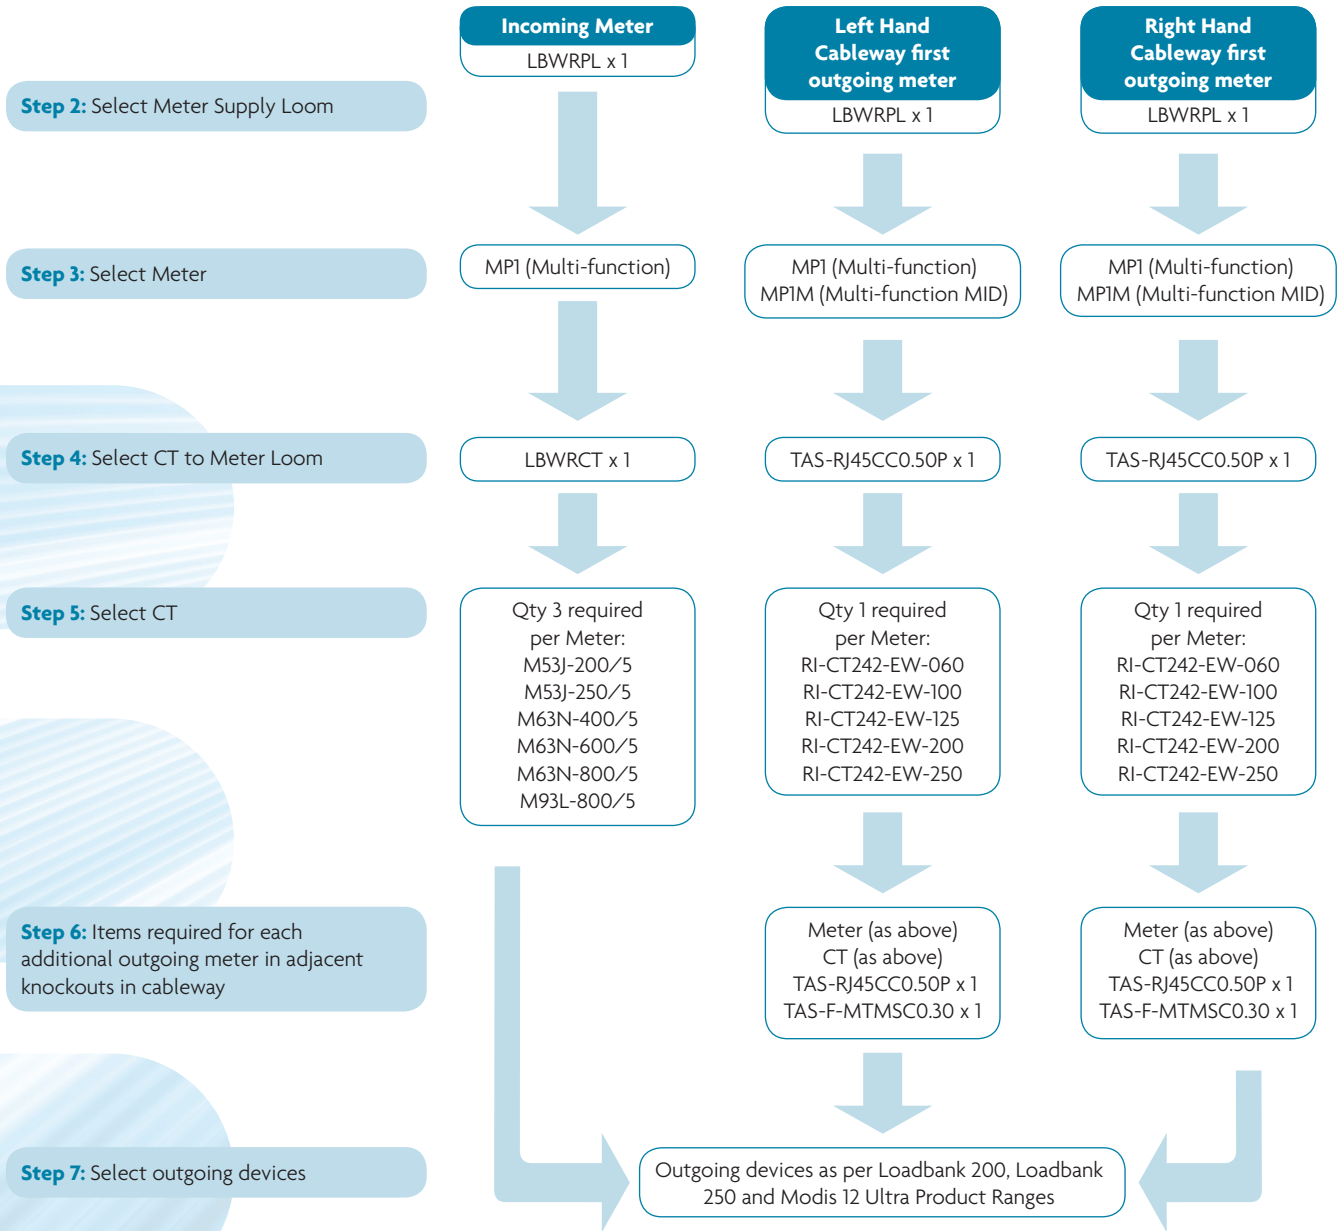 Incoming Meter
LBWRPL x 1
Left Hand
Cableway first
outgoing meter
LBWRPL x 1
Right Hand
Cableway first
outgoing meter
LBWRPL x 1
Step 2: Select Meter Supply Loom
Step 3: Select Meter
MP1 (Multi-function)
MP1 (Multi-function)
MP1M (Multi-function MID)
MP1 (Multi-function)
MP1M (Multi-function MID)
Step 4: Select CT to Meter Loom
LBWRCT x 1
TAS-RJ45CC0.50P x 1
TAS-RJ45CC0.50P x 1
Step 5: Select CT
Qty 3 required
per Meter:
M53J-200/5
M53J-250/5
M63N-400/5
M63N-600/5
M63N-800/5
M93L-800/5
Qty 1 required
per Meter:
RI-CT242-EW-060
RI-CT242-EW-100
RI-CT242-EW-125
RI-CT242-EW-200
RI-CT242-EW-250
Qty 1 required
per Meter:
RI-CT242-EW-060
RI-CT242-EW-100
RI-CT242-EW-125
RI-CT242-EW-200
RI-CT242-EW-250
Step 6: Items required for each
additional outgoing meter in adjacent
knockouts in cableway
Meter (as above)
CT (as above)
TAS-RJ45CC0.50P x 1
TAS-F-MTMSC0.30 x 1
Meter (as above)
CT (as above)
TAS-RJ45CC0.50P x 1
TAS-F-MTMSC0.30 x 1
Step 7: Select outgoing devices
Outgoing devices as per Loadbank 200, Loadbank
250 and Modis 12 Ultra Product Ranges